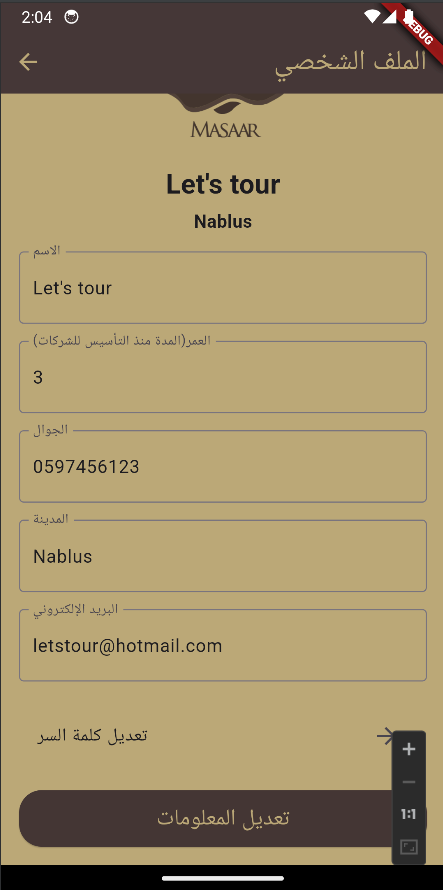 2:04
DEBUG
الملف الشخصي
MASAAR
Let's tour
Nablus
الاسم
Let's tour
العمر(المدة منذ التأسيس للشركات)
3
الجوال
0597456123
المدينة
Nablus
البريد الإلكتروني
letstour@hotmail.com
تعديل كلمة السر
تعديل المعلومات
1:1